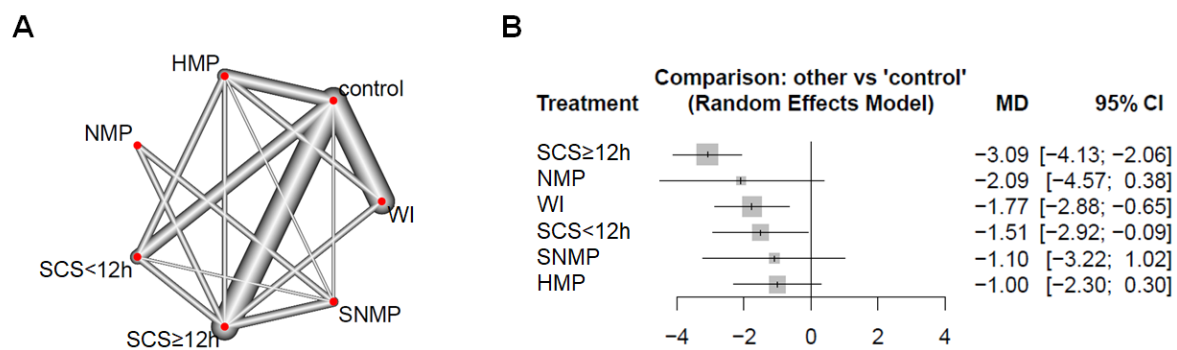 A
HMP
control
NMP
WI
SCS<12h
SNMP
SCS≥12h
B
Comparison: other vs 'control'
Treatment (Random Effects Model) MD 95% CI
SCS≥12h −3.09 [−4.13; −2.06]
NMP −2.09 [−4.57; 0.38]
WI −1.77 [−2.88; −0.65]
SCS<12h −1.51 [−2.92; −0.09]
SNMP −1.10 [−3.22; 1.02]
HMP −1.00 [−2.30; 0.30]
−4 −2 0 2 4